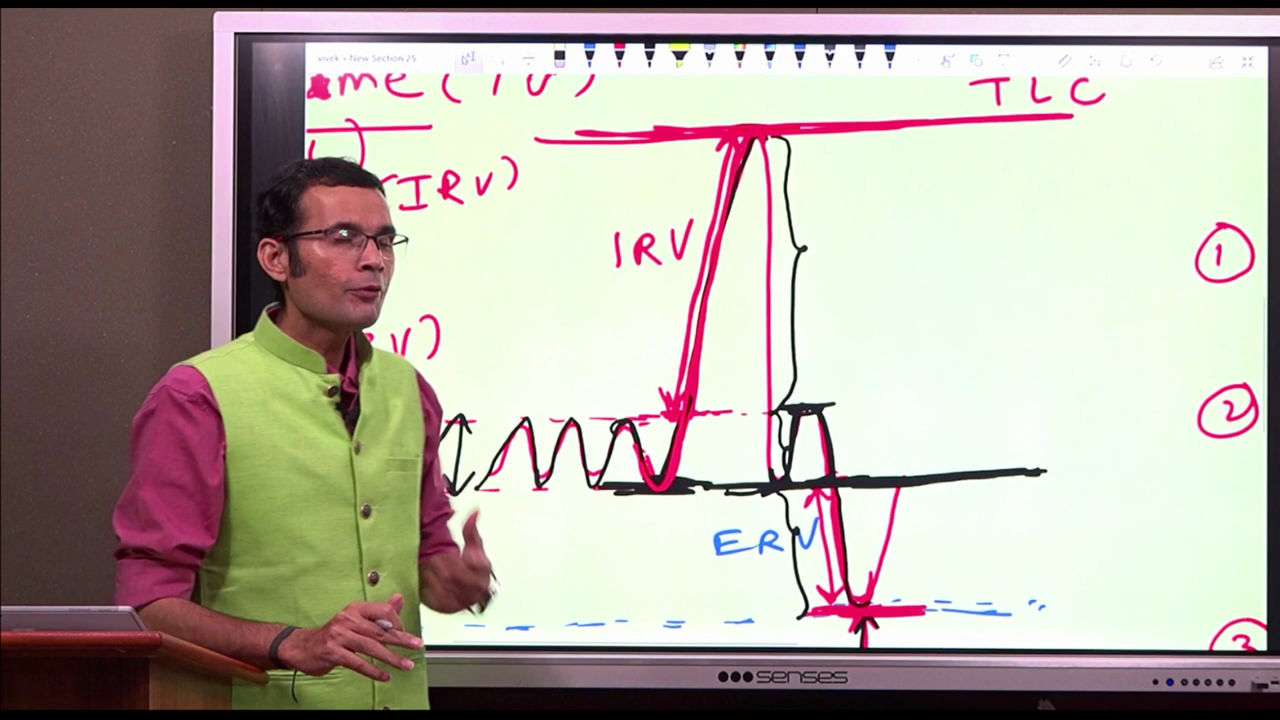 vivek - New Section 25
me (TV)
TLC
(IRV)
IRV
1
V)
2
ERV
3
senses